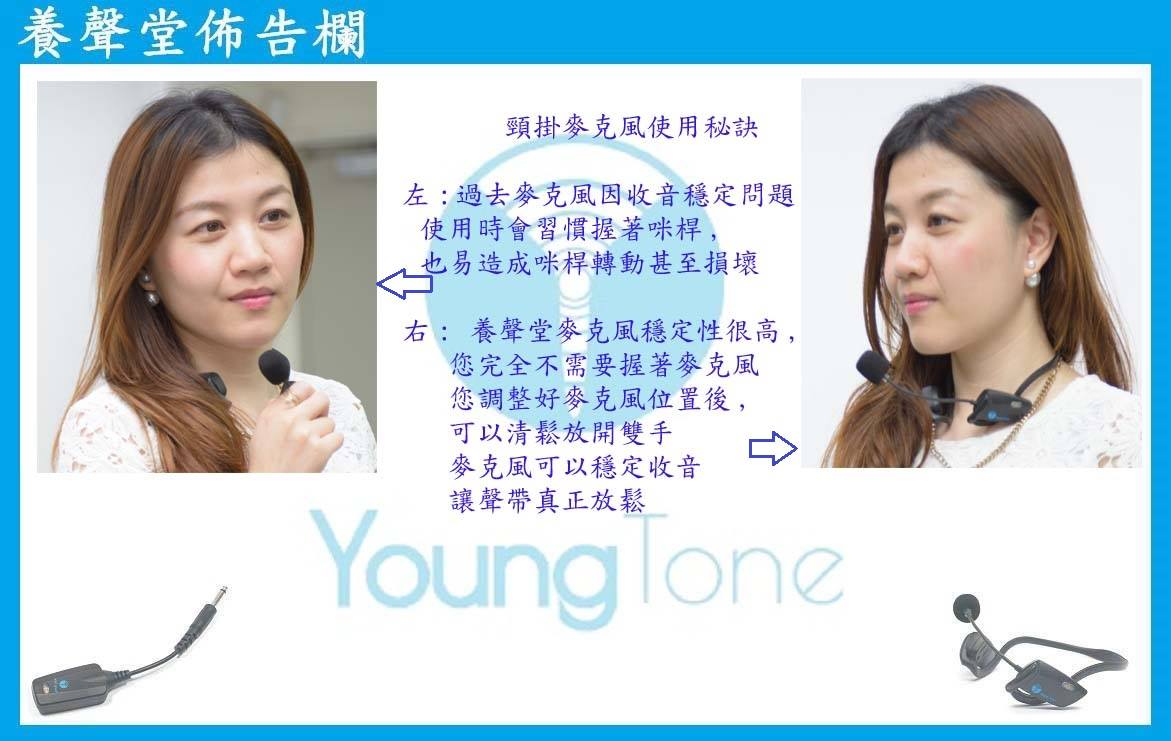 養聲堂佈告欄
頸掛麥克風使用秘訣
左：過去麥克風因收音穩定問題
使用時會習慣握著咪桿，
也易造成咪桿轉動甚至損壞
右： 養聲堂麥克風穩定性很高，
您完全不需要握著麥克風
您調整好麥克風位置後，
可以清鬆放開雙手
麥克風可以穩定收音
讓聲帶真正放鬆
YoungTone